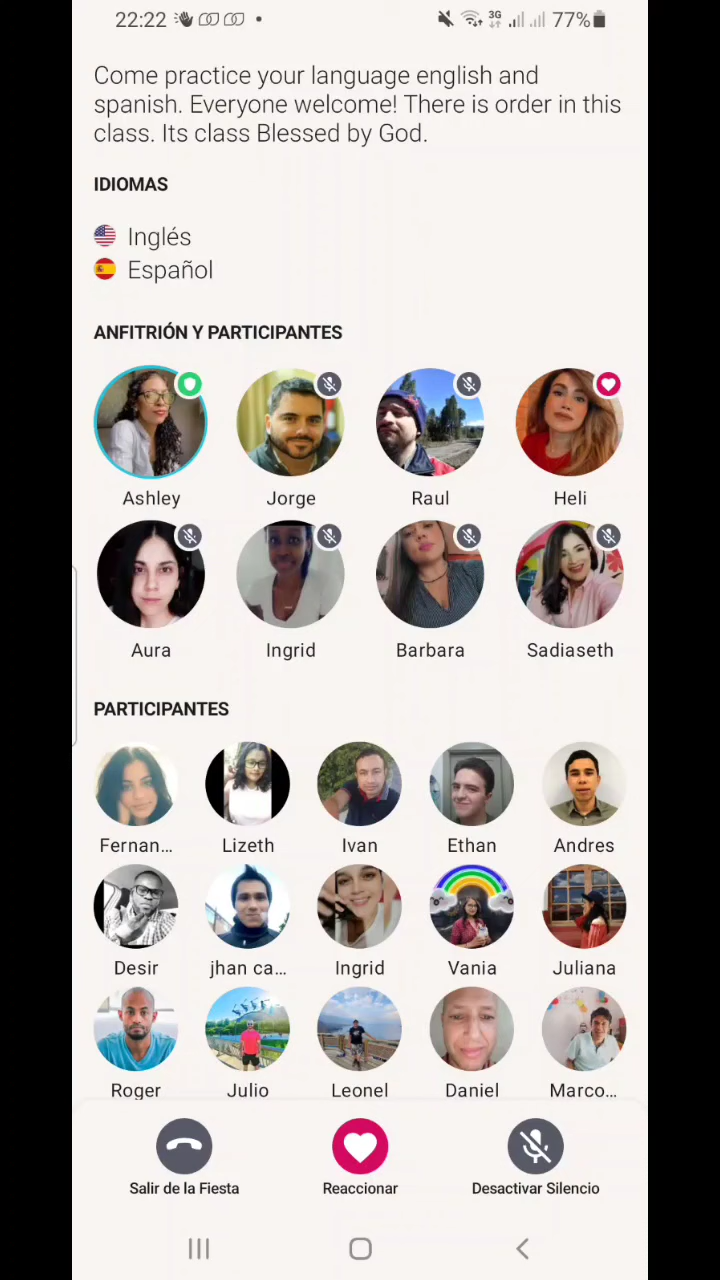 22:22 3G 77%
Come practice your language english and
spanish. Everyone welcome! There is order in this
class. Its class Blessed by God.
IDIOMAS
Inglés
Español
ANFITRIÓN Y PARTICIPANTES
Ashley Jorge Raul Heli
Aura Ingrid Barbara Sadiaseth
PARTICIPANTES
Fernan... Lizeth Ivan Ethan Andres
Desir jhan ca... Ingrid Vania Juliana
Roger Julio Leonel Daniel Marco...
Salir de la Fiesta Reaccionar Desactivar Silencio